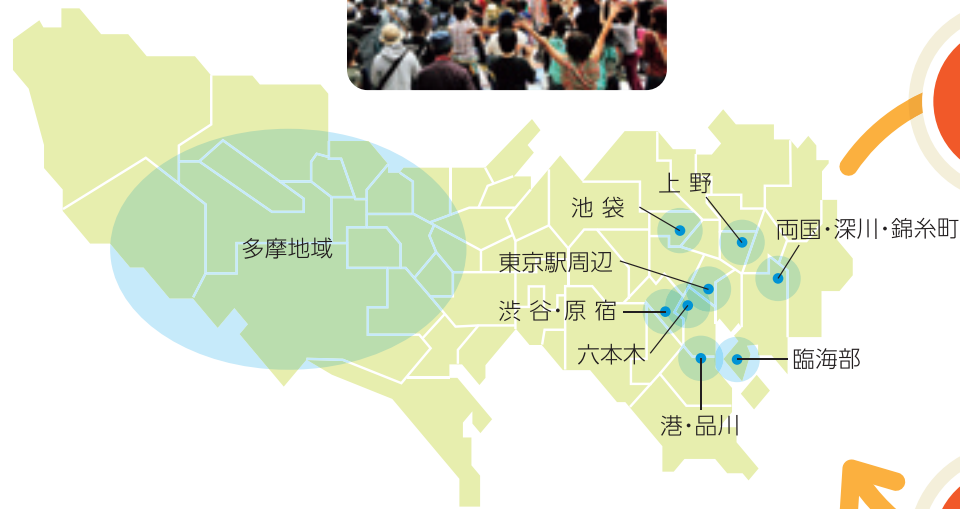 上野
池袋
両国・深川・錦糸町
多摩地域
東京駅周辺
渋谷・原宿
六本木
臨海部
港・品川